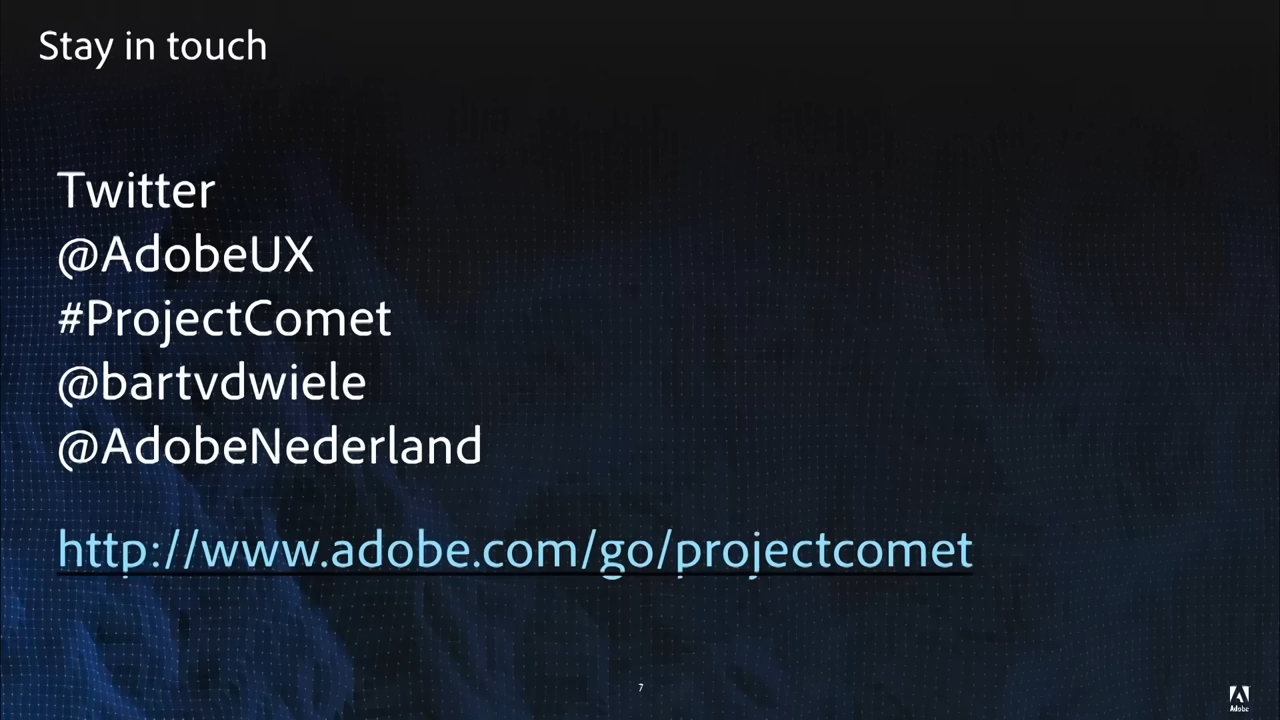 Stay in touch
Twitter
@AdobeUX
#ProjectComet
@bartvdwiele
@AdobeNederland
http://www.adobe.com/go/projectcomet
7
Adobe